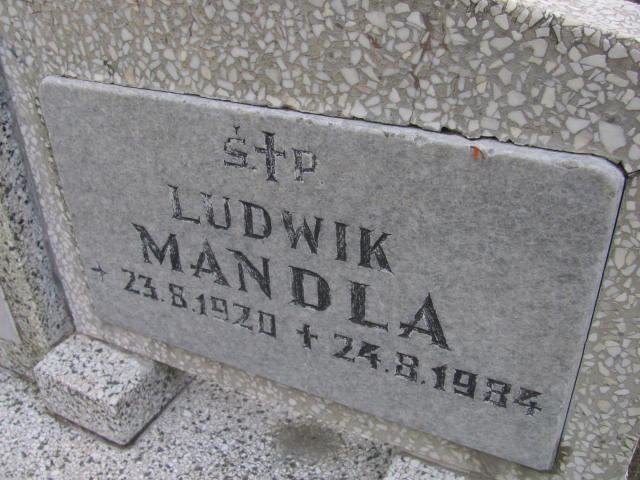 Ś✝P.
LUDWIK
MANDLA
* 23.8.1920 ✝ 24.8.1984